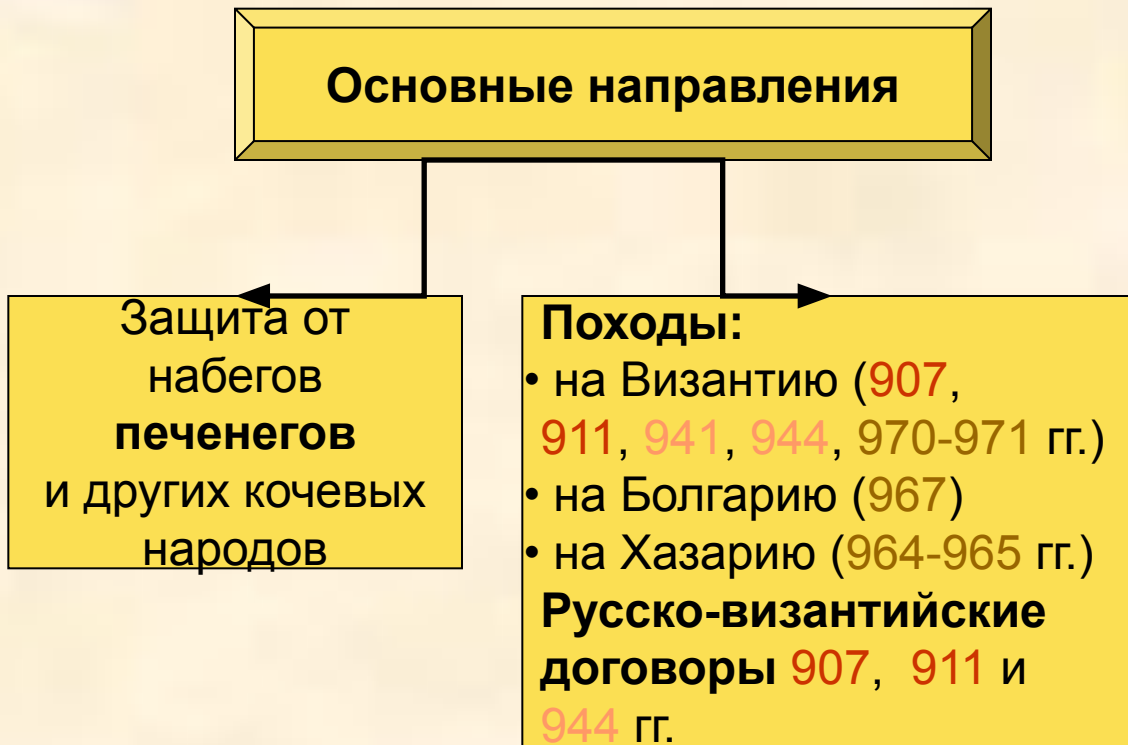 Основные направления
Защита от
набегов
печенегов
и других кочевых
народов
Походы:
• на Византию (907,
911, 941, 944, 970-971 гг.)
• на Болгарию (967)
• на Хазарию (964-965 гг.)
Русско-византийские
договоры 907, 911 и
944 гг.